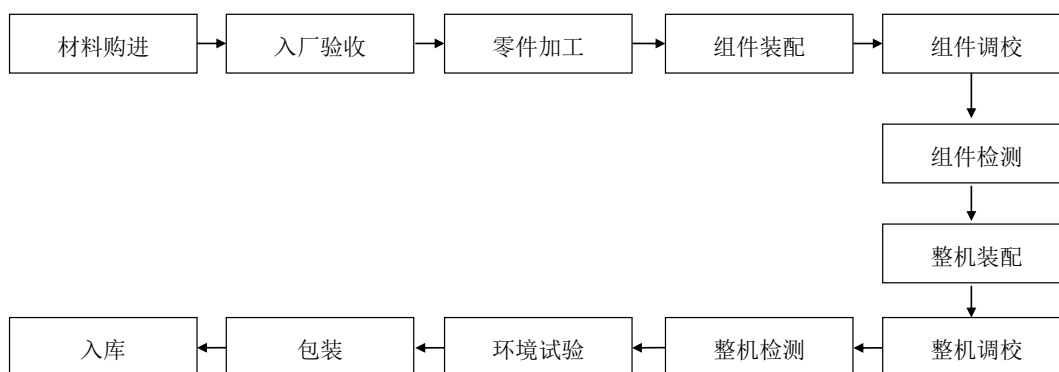 材料购进
入厂验收
零件加工
组件装配
组件调校
组件检测
整机装配
整机调校
整机检测
环境试验
包装
入库